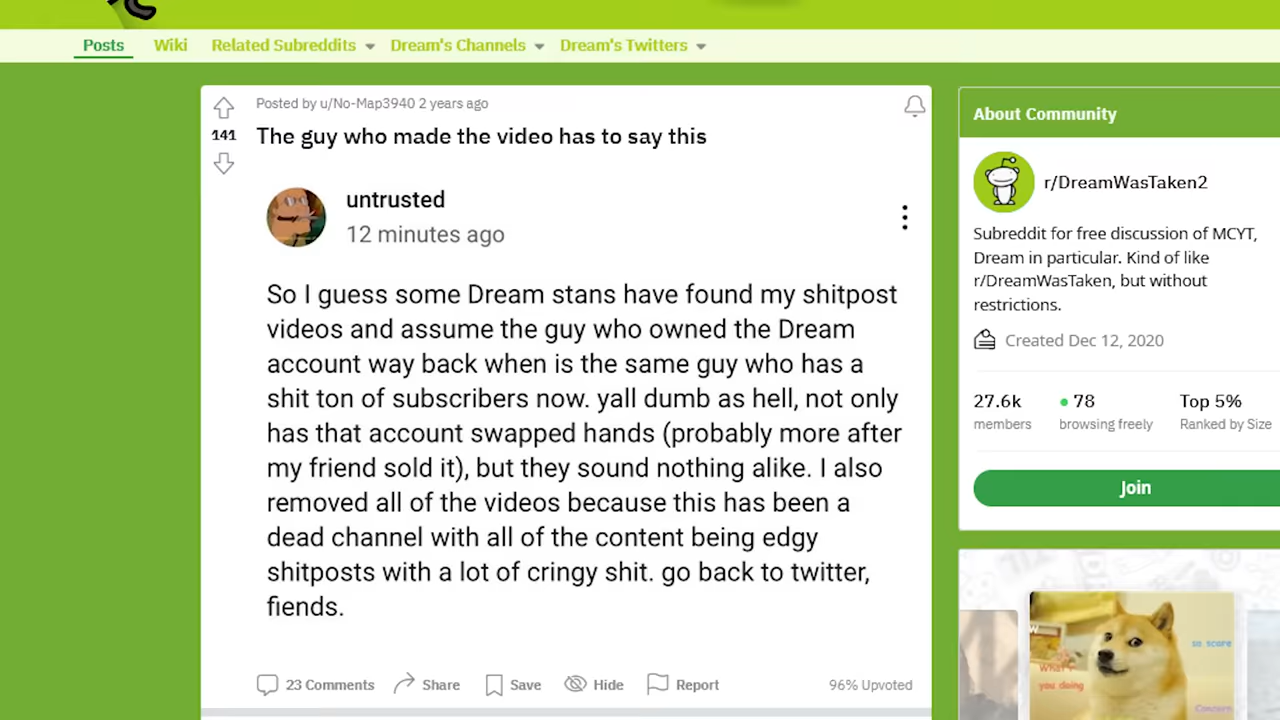 Posts Wiki Related Subreddits Dream's Channels Dream's Twitters
Posted by u/No-Map3940 2 years ago
141
The guy who made the video has to say this
untrusted
12 minutes ago
So I guess some Dream stans have found my shitpost
videos and assume the guy who owned the Dream
account way back when is the same guy who has a
shit ton of subscribers now. yall dumb as hell, not only
has that account swapped hands (probably more after
my friend sold it), but they sound nothing alike. I also
removed all of the videos because this has been a
dead channel with all of the content being edgy
shitposts with a lot of cringy shit. go back to twitter,
fiends.
23 Comments Share Save Hide Report 96% Upvoted
About Community
r/DreamWasTaken2
Subreddit for free discussion of MCYT,
Dream in particular. Kind of like
r/DreamWasTaken, but without
restrictions.
Created Dec 12, 2020
27.6k 78 Top 5%
members browsing freely Ranked by Size
Join
so scare
what r
you doing
Concern